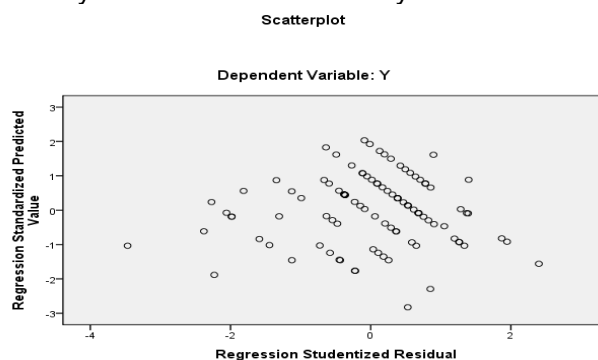 Scatterplot
Dependent Variable: Y
Regression Standardized Predicted
Value
3
2
1
0
-1
-2
-3
-4
-2
0
2
Regression Studentized Residual